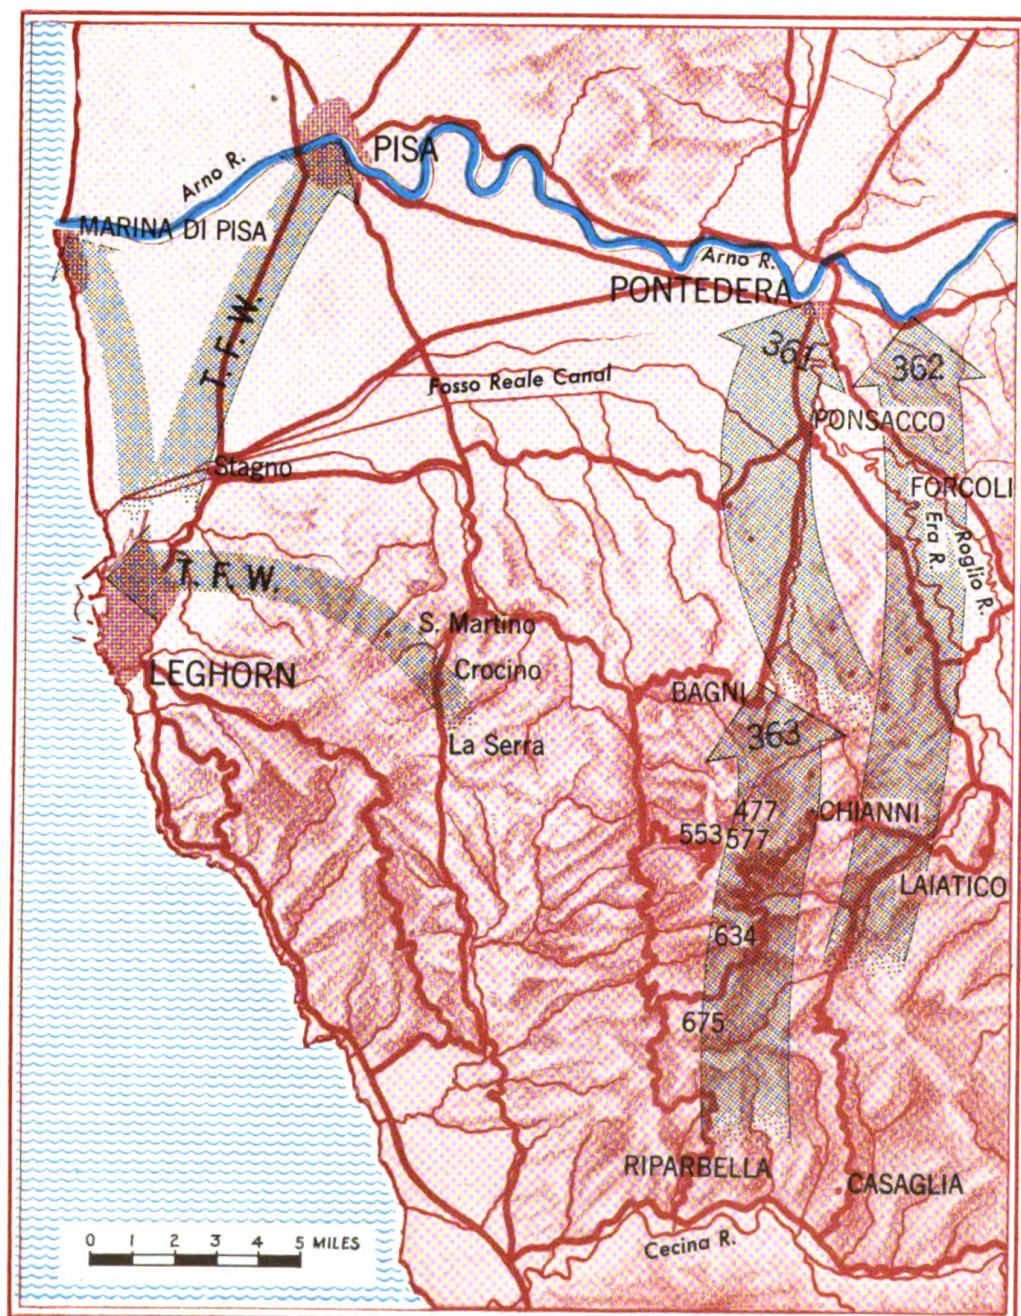 PISA
Arno R.
MARINA DI PISA
Arno R.
PONTEDERA
T. F. W.
361
362
Fosso Reale Canal
PONSACCO
Stagno
FORCOLI
Era R.
Roglio R.
T. F. W.
S. Martino
LEGHORN
Crocino
BAGNI
363
La Serra
477
CHIANNI
553 577
LAIATICO
634
675
RIPARBELLA
CASAGLIA
Cecina R.
0 1 2 3 4 5 MILES